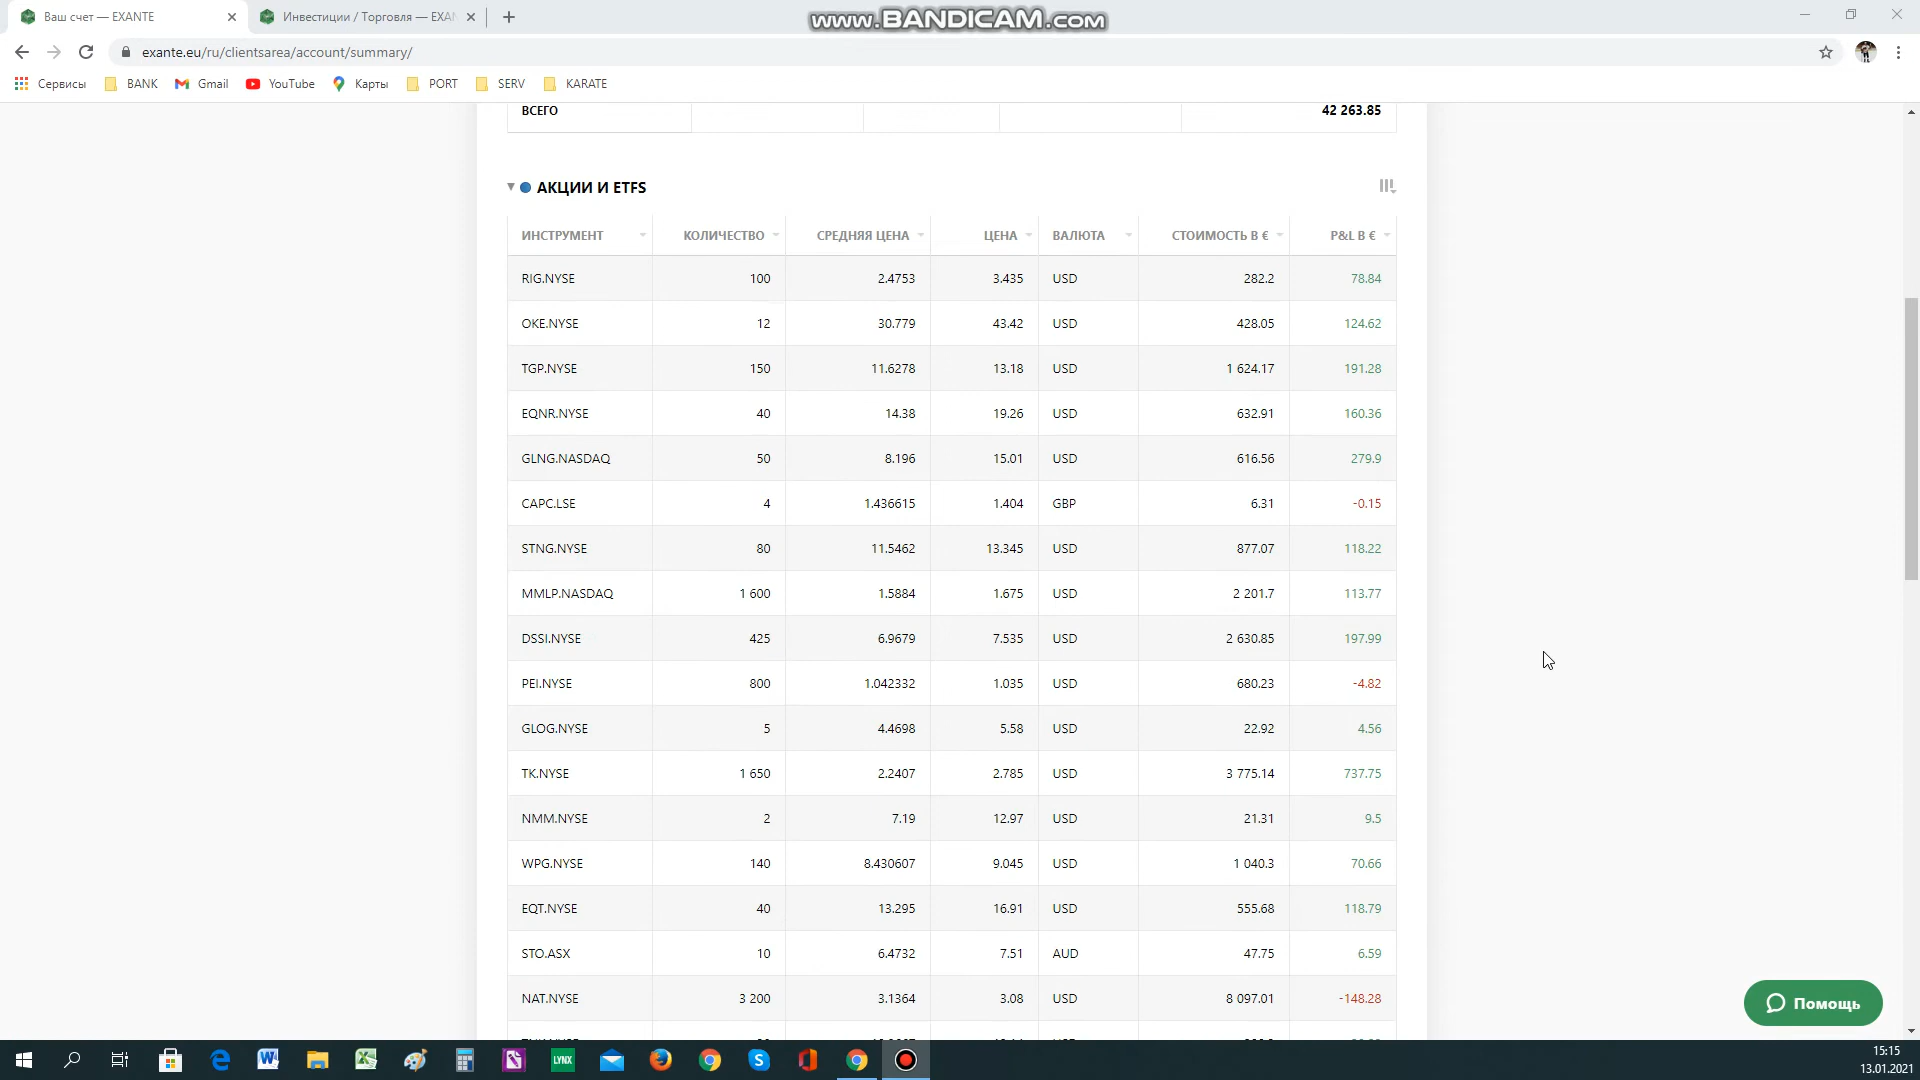 Ваш счет — EXANTE
Инвестиции / Торговля — EXAN
www.BANDICAM.com
exante.eu/ru/clientsarea/account/summary/
Сервисы BANK Gmail YouTube Карты PORT SERV KARATE
ВСЕГО 42 263.85
АКЦИИ И ETFS
ИНСТРУМЕНТ КОЛИЧЕСТВО СРЕДНЯЯ ЦЕНА ЦЕНА ВАЛЮТА СТОИМОСТЬ В € P&L В €
RIG.NYSE 100 2.4753 3.435 USD 282.2 78.84
OKE.NYSE 12 30.779 43.42 USD 428.05 124.62
TGP.NYSE 150 11.6278 13.18 USD 1 624.17 191.28
EQNR.NYSE 40 14.38 19.26 USD 632.91 160.36
GLNG.NASDAQ 50 8.196 15.01 USD 616.56 279.9
CAPC.LSE 4 1.436615 1.404 GBP 6.31 -0.15
STNG.NYSE 80 11.5462 13.345 USD 877.07 118.22
MMLP.NASDAQ 1 600 1.5884 1.675 USD 2 201.7 113.77
DSSI.NYSE 425 6.9679 7.535 USD 2 630.85 197.99
PEI.NYSE 800 1.042332 1.035 USD 680.23 -4.82
GLOG.NYSE 5 4.4698 5.58 USD 22.92 4.56
TK.NYSE 1 650 2.2407 2.785 USD 3 775.14 737.75
NMM.NYSE 2 7.19 12.97 USD 21.31 9.5
WPG.NYSE 140 8.430607 9.045 USD 1 040.3 70.66
EQT.NYSE 40 13.295 16.91 USD 555.68 118.79
STO.ASX 10 6.4732 7.51 AUD 47.75 6.59
NAT.NYSE 3 200 3.1364 3.08 USD 8 097.01 -148.28
Помощь
LYNX
15:15
13.01.2021